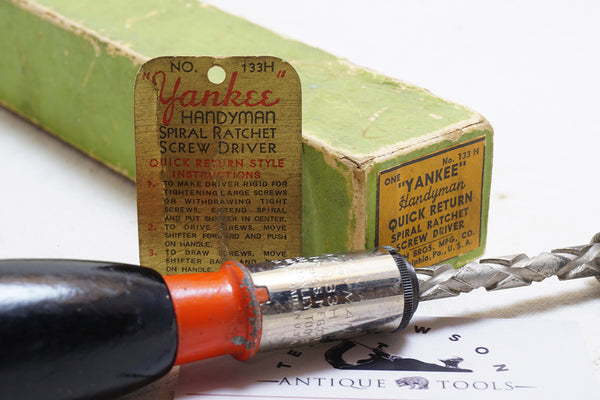 NO. 133H
"Yankee"
HANDYMAN
SPIRAL RATCHET
SCREW DRIVER
QUICK RETURN STYLE
INSTRUCTIONS
1. TO MAKE DRIVER RIGID FOR
TIGHTENING LARGE SCREWS
OR WITHDRAWING TIGHT
SCREWS, EXTEND SPIRAL
AND PUT SHIFTER IN CENTER.
2. TO DRIVE SCREWS, MOVE
SHIFTER FORWARD AND PUSH
ON HANDLE.
3. TO DRAW SCREWS, MOVE
SHIFTER BACK AND
ON HANDLE.
ONE No. 133 H
"YANKEE"
Handyman
QUICK RETURN
SPIRAL RATCHET
SCREW DRIVER
BROS. MFG. CO.
Pa., U.S.A.
ANTIQUE TOOLS